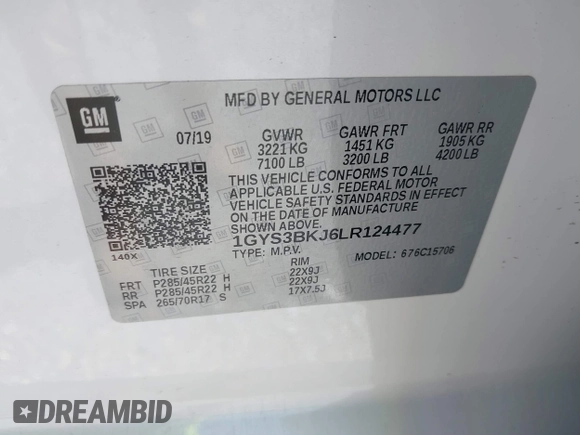 GM
MFD BY GENERAL MOTORS LLC
07/19 GVWR GAWR FRT GAWR RR
3221 KG 1451 KG 1905 KG
7100 LB 3200 LB 4200 LB
THIS VEHICLE CONFORMS TO ALL
APPLICABLE U.S. FEDERAL MOTOR
VEHICLE SAFETY STANDARDS IN EFFECT
ON THE DATE OF MANUFACTURE
SHOWN ABOVE.
1GYS3BKJ6LR124477
TYPE: M.P.V. MODEL: 676C15706
140X
TIRE SIZE RIM
FRT P285/45R22 H 22X9J
RR P285/45R22 H 22X9J
SPA 265/70R17 S 17X7.5J
DREAMBID